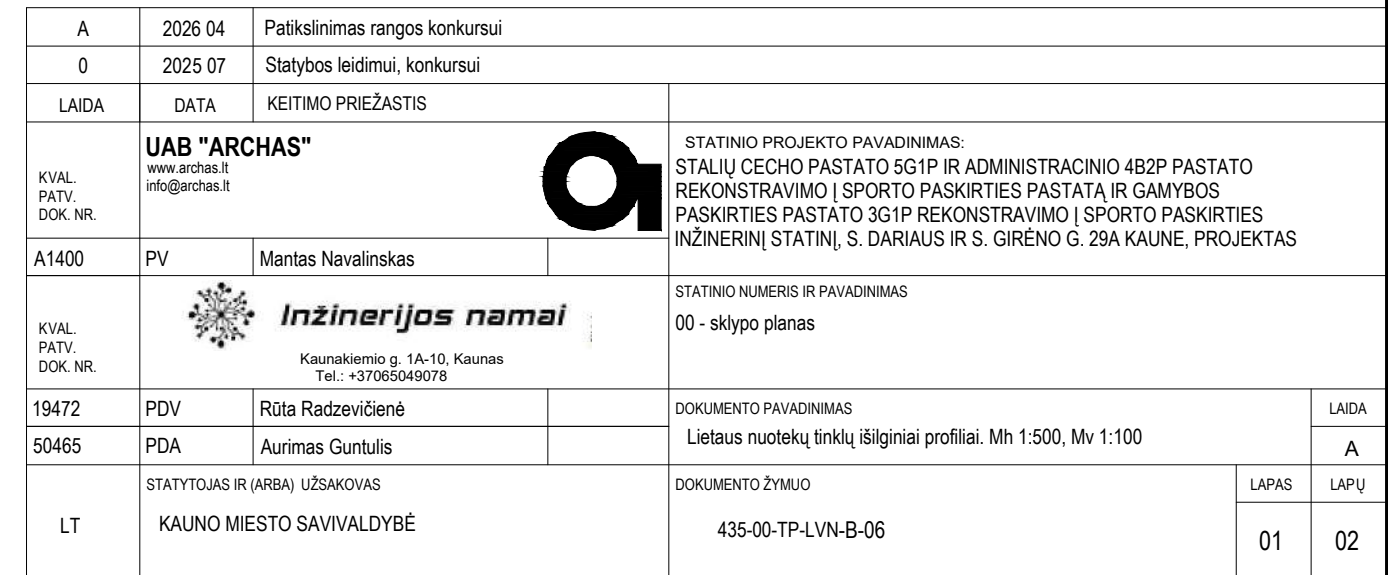 A 2026 04 Patikslinimas rangos konkursui
0 2025 07 Statybos leidimui, konkursui
LAIDA DATA KEITIMO PRIEŽASTIS
KVAL.
PATV.
DOK. NR.
UAB "ARCHAS"
www.archas.lt
info@archas.lt
STATINIO PROJEKTO PAVADINIMAS:
STALIŲ CECHO PASTATO 5G1P IR ADMINISTRACINIO 4B2P PASTATO
REKONSTRAVIMO Į SPORTO PASKIRTIES PASTATĄ IR GAMYBOS
PASKIRTIES PASTATO 3G1P REKONSTRAVIMO Į SPORTO PASKIRTIES
INŽINERINĮ STATINĮ, S. DARIAUS IR S. GIRĖNO G. 29A KAUNE, PROJEKTAS
A1400 PV Mantas Navalinskas
KVAL.
PATV.
DOK. NR.
Inžinerijos namai
Kaunakiemio g. 1A-10, Kaunas
Tel.: +37065049078
STATINIO NUMERIS IR PAVADINIMAS
00 - sklypo planas
19472 PDV Rūta Radzevičienė
50465 PDA Aurimas Guntulis
DOKUMENTO PAVADINIMAS
Lietaus nuotekų tinklų išilginiai profiliai. Mh 1:500, Mv 1:100
LAIDA
A
LT
STATYTOJAS IR (ARBA) UŽSAKOVAS
KAUNO MIESTO SAVIVALDYBĖ
DOKUMENTO ŽYMUO
435-00-TP-LVN-B-06
LAPAS
01
LAPŲ
02